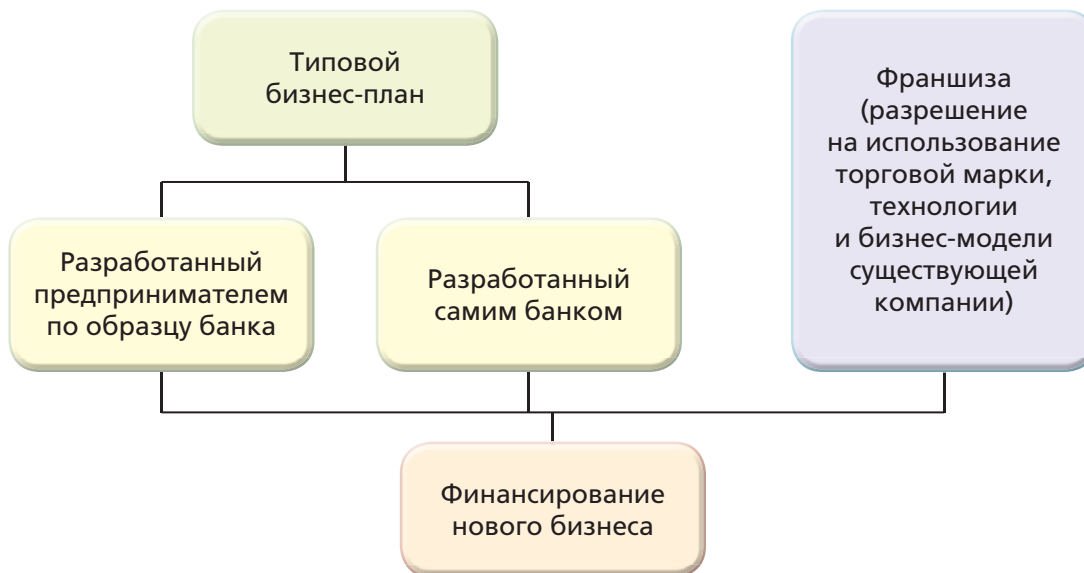 Типовой
бизнес-план
Франшиза
(разрешение
на использование
торговой марки,
технологии
и бизнес-модели
существующей
компании)
Разработанный
предпринимателем
по образцу банка
Разработанный
самим банком
Финансирование
нового бизнеса